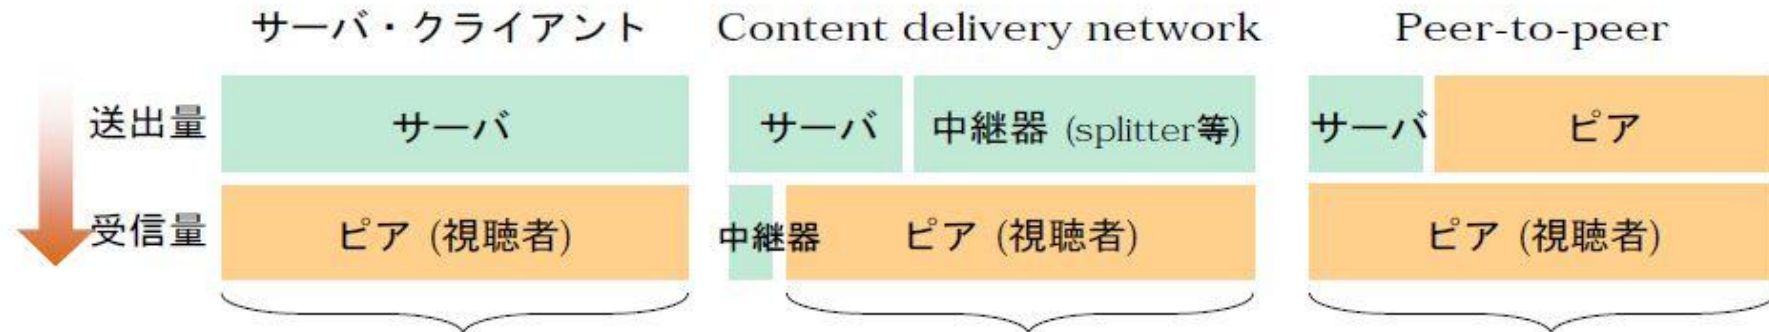 サーバ・クライアント Content delivery network Peer-to-peer
送出量 サーバ サーバ 中継器 (splitter等) サーバ ピア
受信量 ピア (視聴者) 中継器 ピア (視聴者) ピア (視聴者)